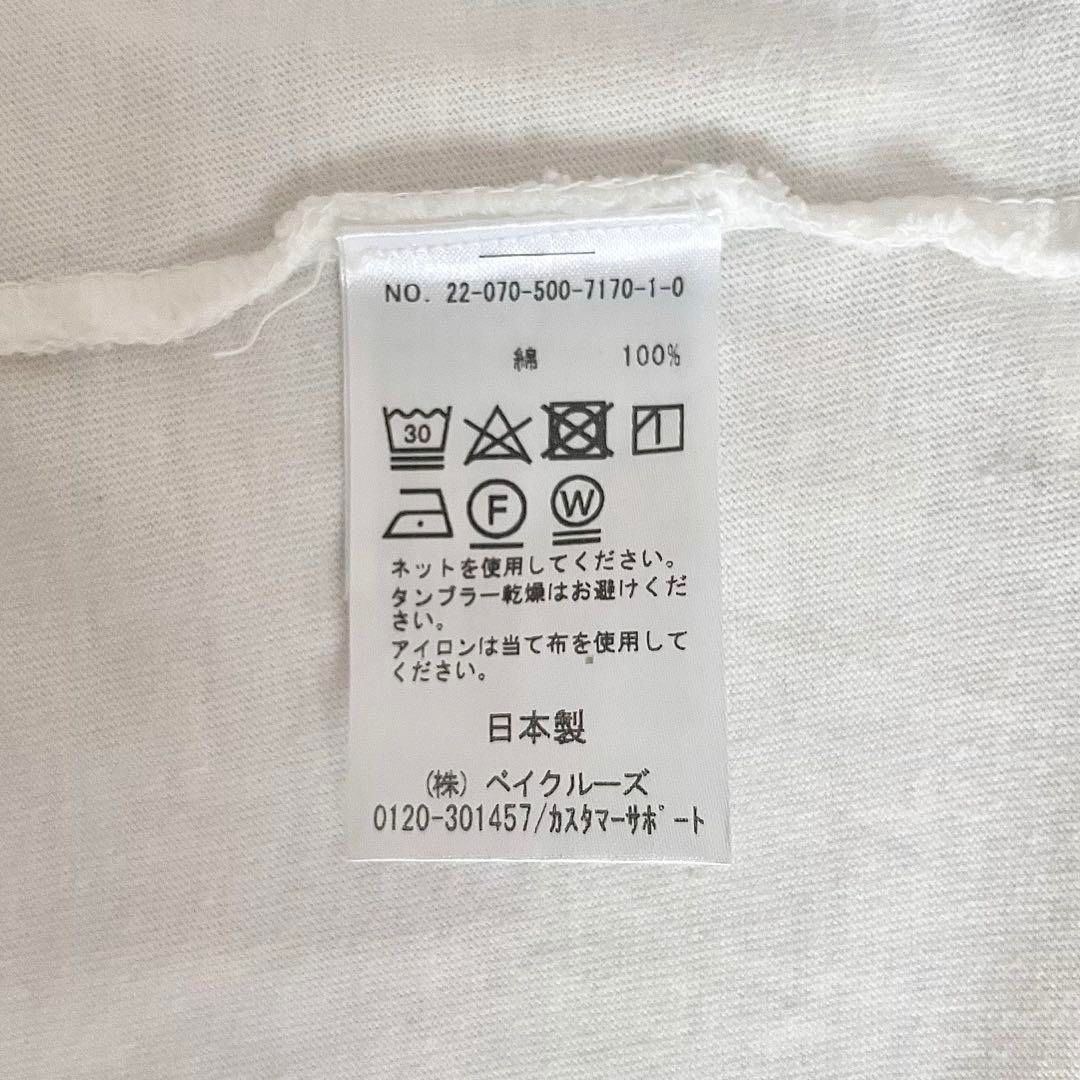 NO. 22-070-500-7170-1-0
綿 100%
30
F W
ネットを使用してください。
タンブラー乾燥はお避けくだ
さい。
アイロンは当て布を使用して
ください。
日本製
(株) ベイクルーズ
0120-301457/ｶｽﾀﾏｰｻﾎﾟｰﾄ